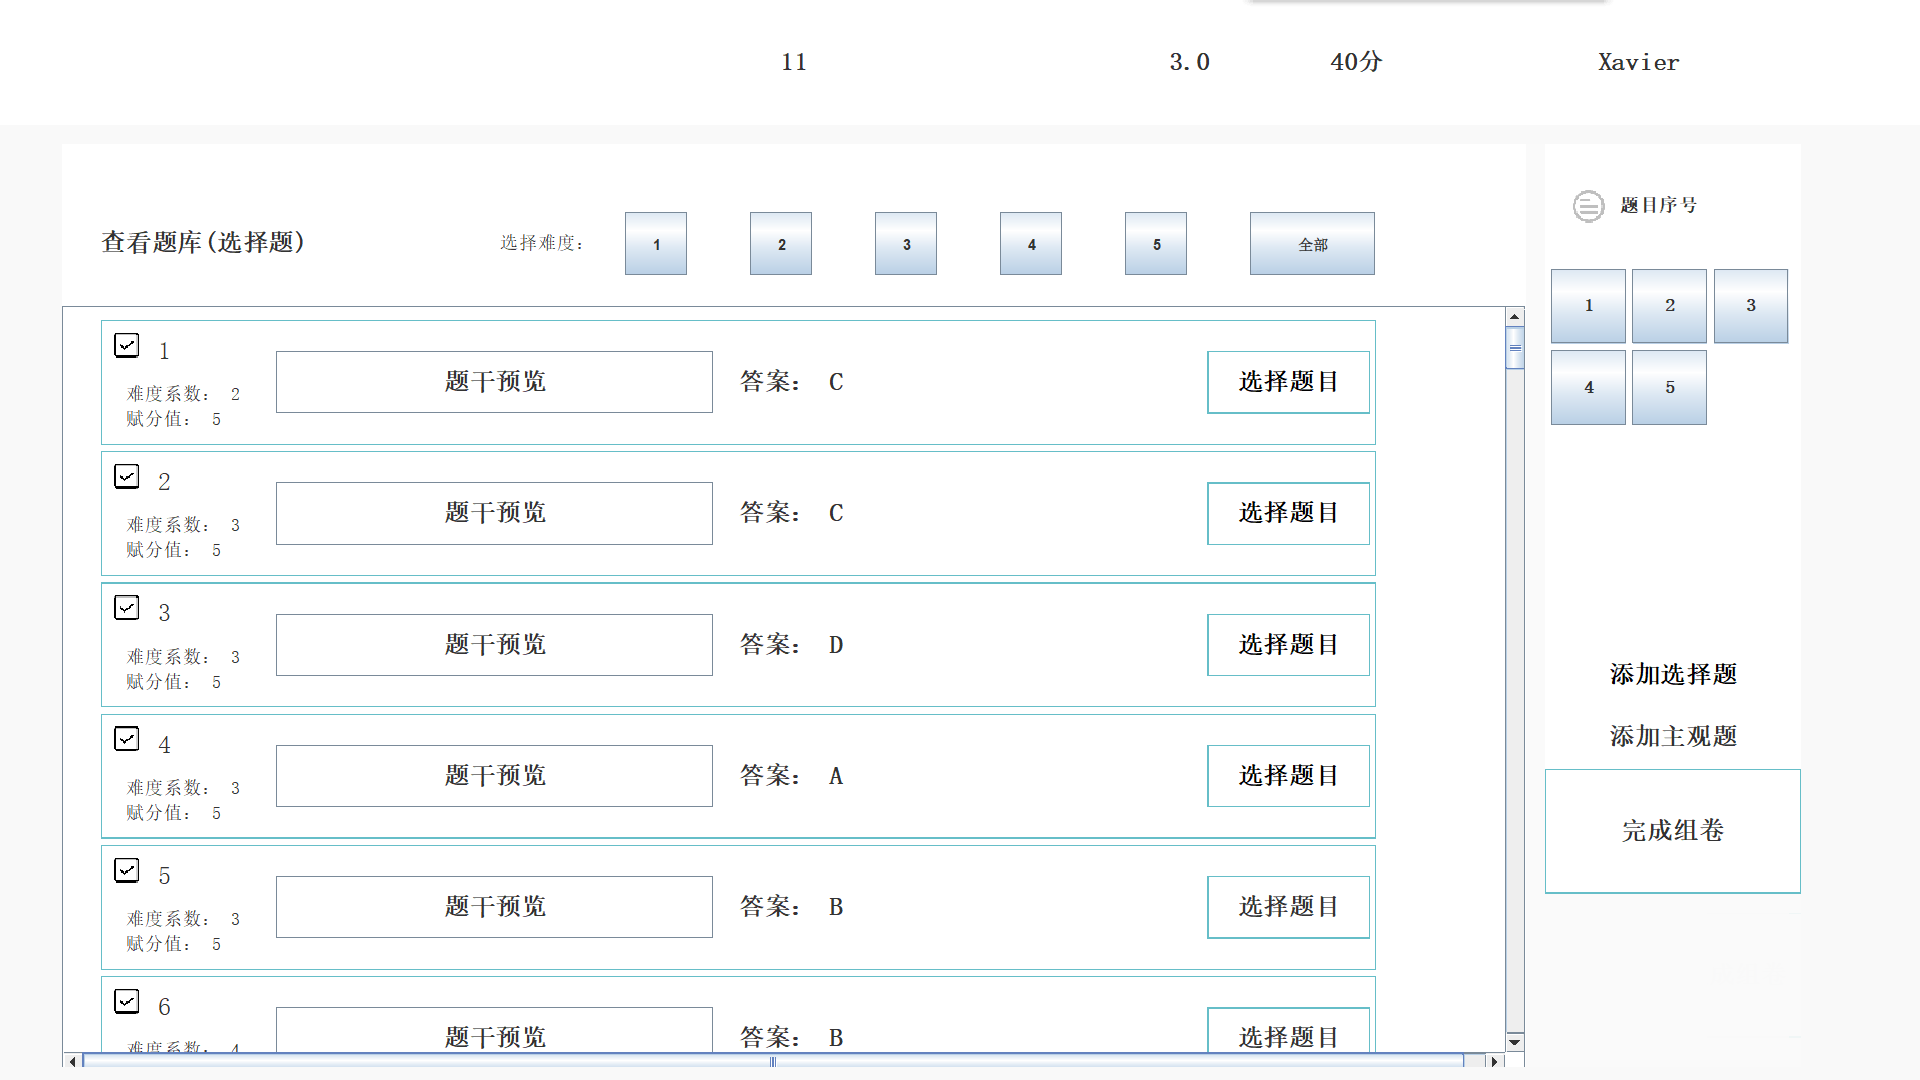 11 3.0 40分 Xavier
查看题库(选择题) 选择难度： 1 2 3 4 5 全部
1
难度系数： 2
赋分值： 5
题干预览 答案： C 选择题目
2
难度系数： 3
赋分值： 5
题干预览 答案： C 选择题目
3
难度系数： 3
赋分值： 5
题干预览 答案： D 选择题目
4
难度系数： 3
赋分值： 5
题干预览 答案： A 选择题目
5
难度系数： 3
赋分值： 5
题干预览 答案： B 选择题目
6
难度系数： 4
题干预览 答案： B 选择题目
题目序号
1 2 3
4 5
添加选择题
添加主观题
完成组卷